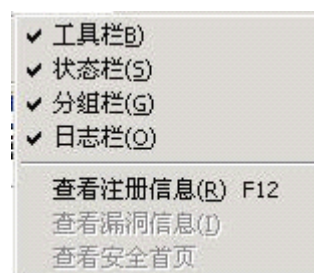 工具栏B)
状态栏(S)
分组栏(G)
日志栏(O)
查看注册信息(R) F12
查看漏洞信息(I)
查看安全首页